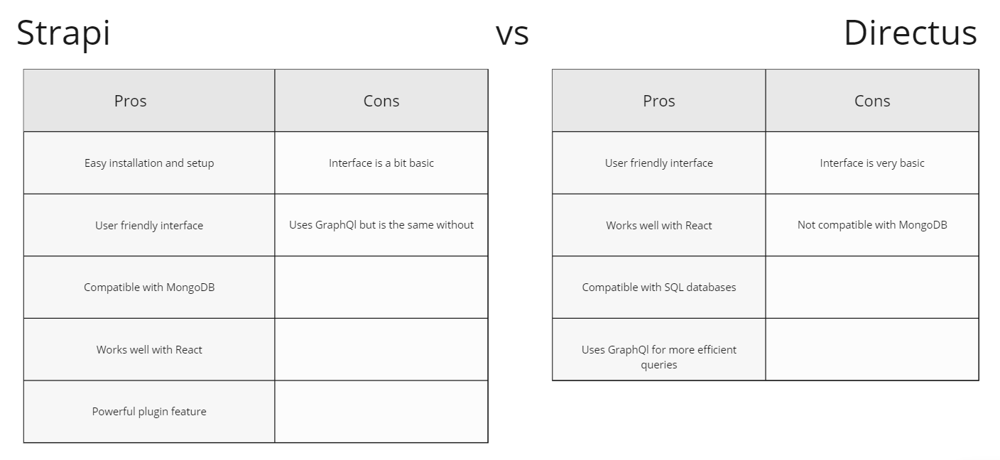 Strapi vs Directus
Pros Cons
Easy installation and setup Interface is a bit basic
User friendly interface Uses GraphQl but is the same without
Compatible with MongoDB
Works well with React
Powerful plugin feature
Pros Cons
User friendly interface Interface is very basic
Works well with React Not compatible with MongoDB
Compatible with SQL databases
Uses GraphQl for more efficient
queries